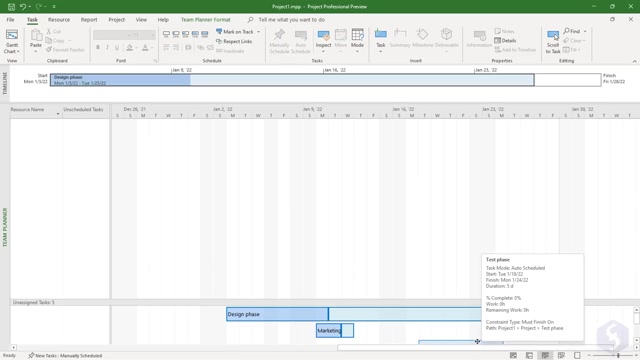 Project1.mpp - Project Professional Preview
File Task Resource Report Project View Help Team Planner Format Tell me what you want to do
Gantt Chart Paste Cut Copy Format Painter Mark on Track Respect Links Manually Schedule Auto Schedule Inspect Move Mode Task Summary Milestone Deliverable Information Notes Details Add to Timeline Scroll to Task Find Clear Fill
View Clipboard Font Schedule Tasks Insert Properties Editing
TIMELINE
Jan 9, '22 Jan 16, '22 Jan 23, '22
Start
Mon 1/3/22
Design phase
Mon 1/3/22 - Tue 1/25/22
Finish
Fri 1/28/22
Resource Name Unscheduled Tasks Dec 26, '21 Jan 2, '22 Jan 9, '22 Jan 16, '22 Jan 23, '22 Jan 30, '22
S S M T W T F S S M T W T F S S M T W T F S S M T W T F S S M T W T F S S M T W T
TEAM PLANNER
Test phase
Task Mode: Auto Scheduled
Start: Tue 1/18/22
Finish: Mon 1/24/22
Duration: 5 d
% Complete: 0%
Work: 0h
Remaining Work: 0h
Constraint Type: Must Finish On
Path: Project1 > Project > Test phase
Unassigned Tasks: 5
Design phase
Marketing
Ready New Tasks : Manually Scheduled